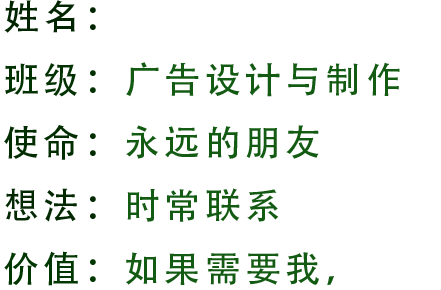 姓名：
班级：广告设计与制作
使命：永远的朋友
想法：时常联系
价值：如果需要我，